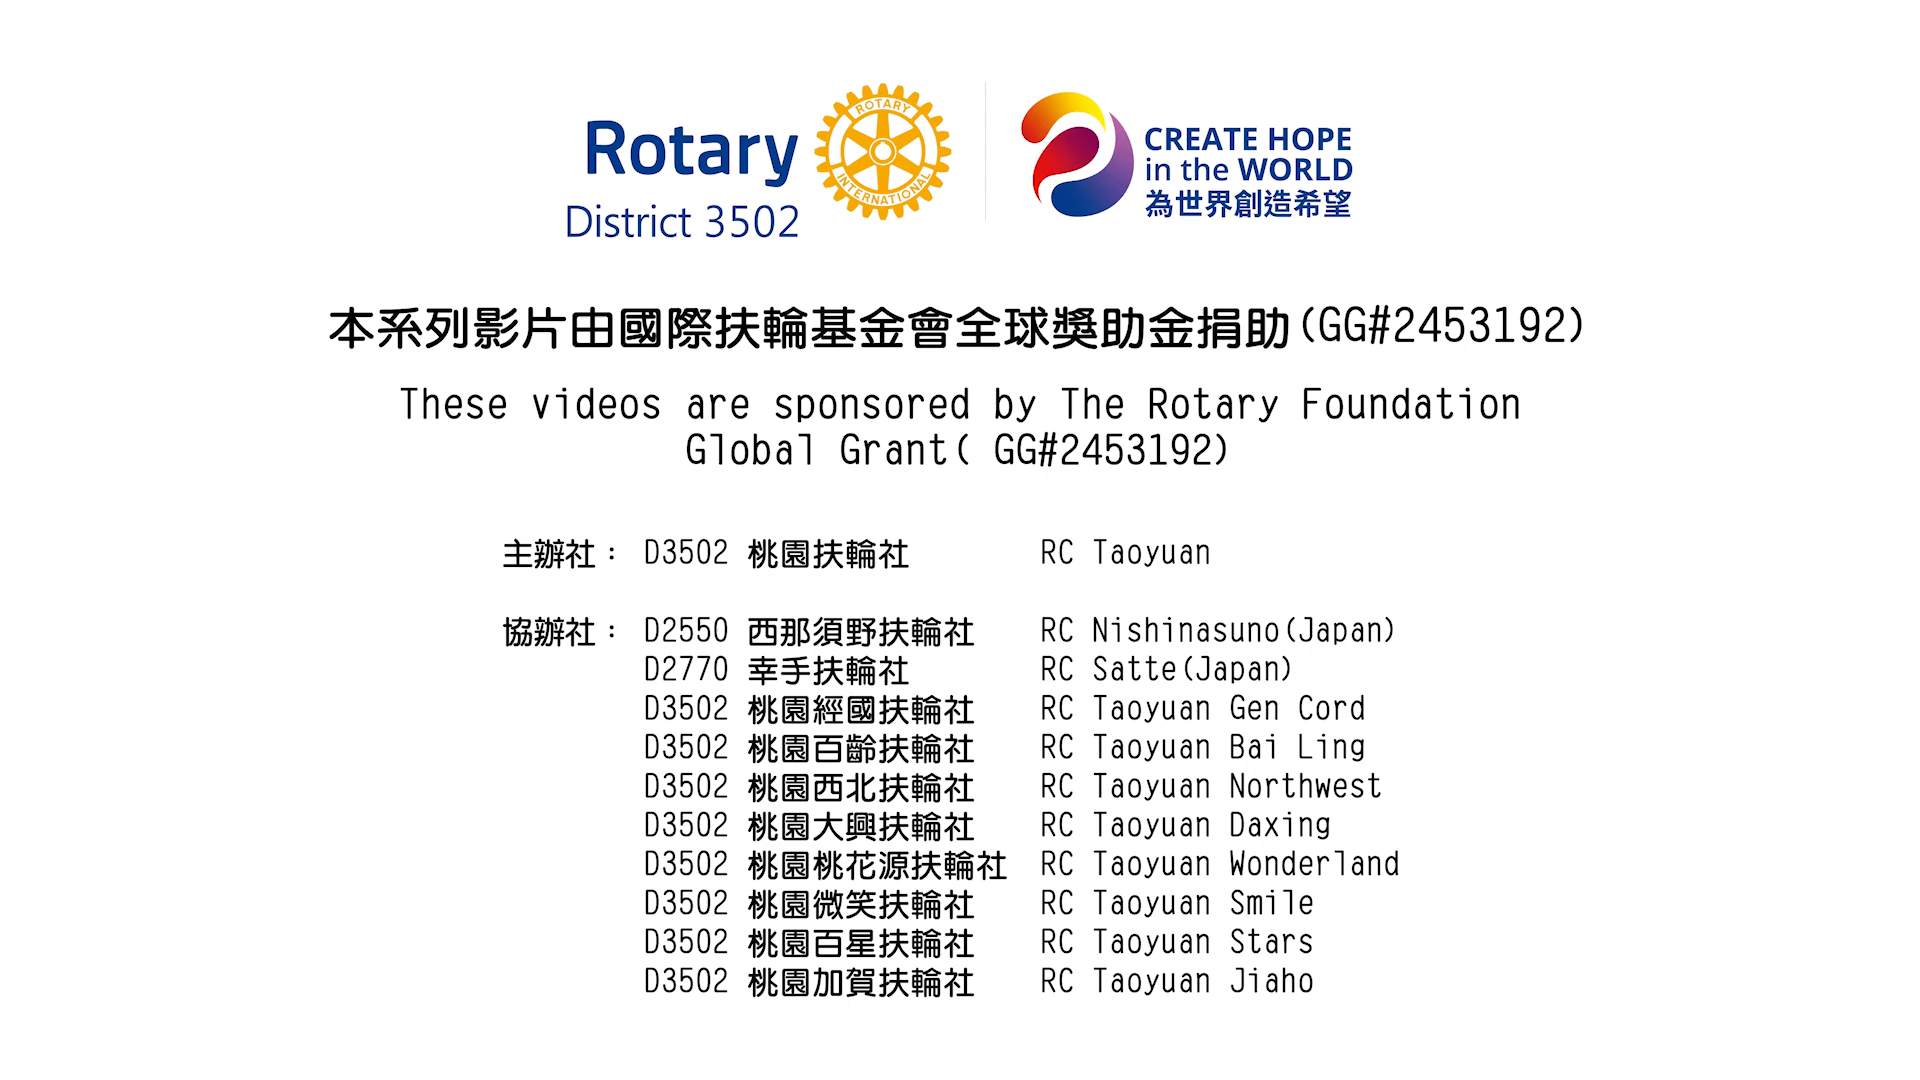 Rotary
District 3502
ROTARY
INTERNATIONAL
CREATE HOPE
in the WORLD
為世界創造希望
本系列影片由國際扶輪基金會全球獎助金捐助(GG#2453192)
These videos are sponsored by The Rotary Foundation
Global Grant( GG#2453192)
主辦社： D3502 桃園扶輪社 RC Taoyuan
協辦社： D2550 西那須野扶輪社 RC Nishinasuno(Japan)
D2770 幸手扶輪社 RC Satte(Japan)
D3502 桃園經國扶輪社 RC Taoyuan Gen Cord
D3502 桃園百齡扶輪社 RC Taoyuan Bai Ling
D3502 桃園西北扶輪社 RC Taoyuan Northwest
D3502 桃園大興扶輪社 RC Taoyuan Daxing
D3502 桃園桃花源扶輪社 RC Taoyuan Wonderland
D3502 桃園微笑扶輪社 RC Taoyuan Smile
D3502 桃園百星扶輪社 RC Taoyuan Stars
D3502 桃園加賀扶輪社 RC Taoyuan Jiaho